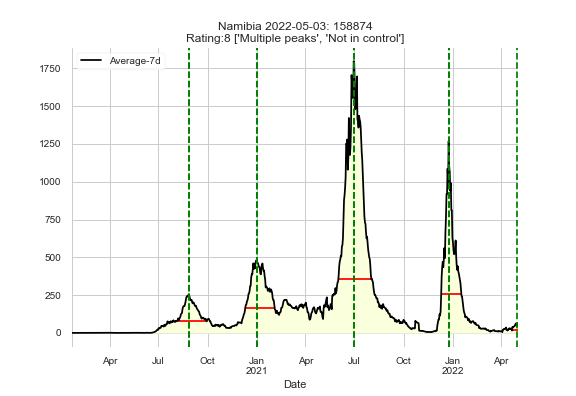 Namibia 2022-05-03: 158874
Rating:8 ['Multiple peaks', 'Not in control']
Average-7d
1750
1500
1250
1000
750
500
250
0
Apr Jul Oct Jan Apr Jul Oct Jan Apr
2021 2022
Date